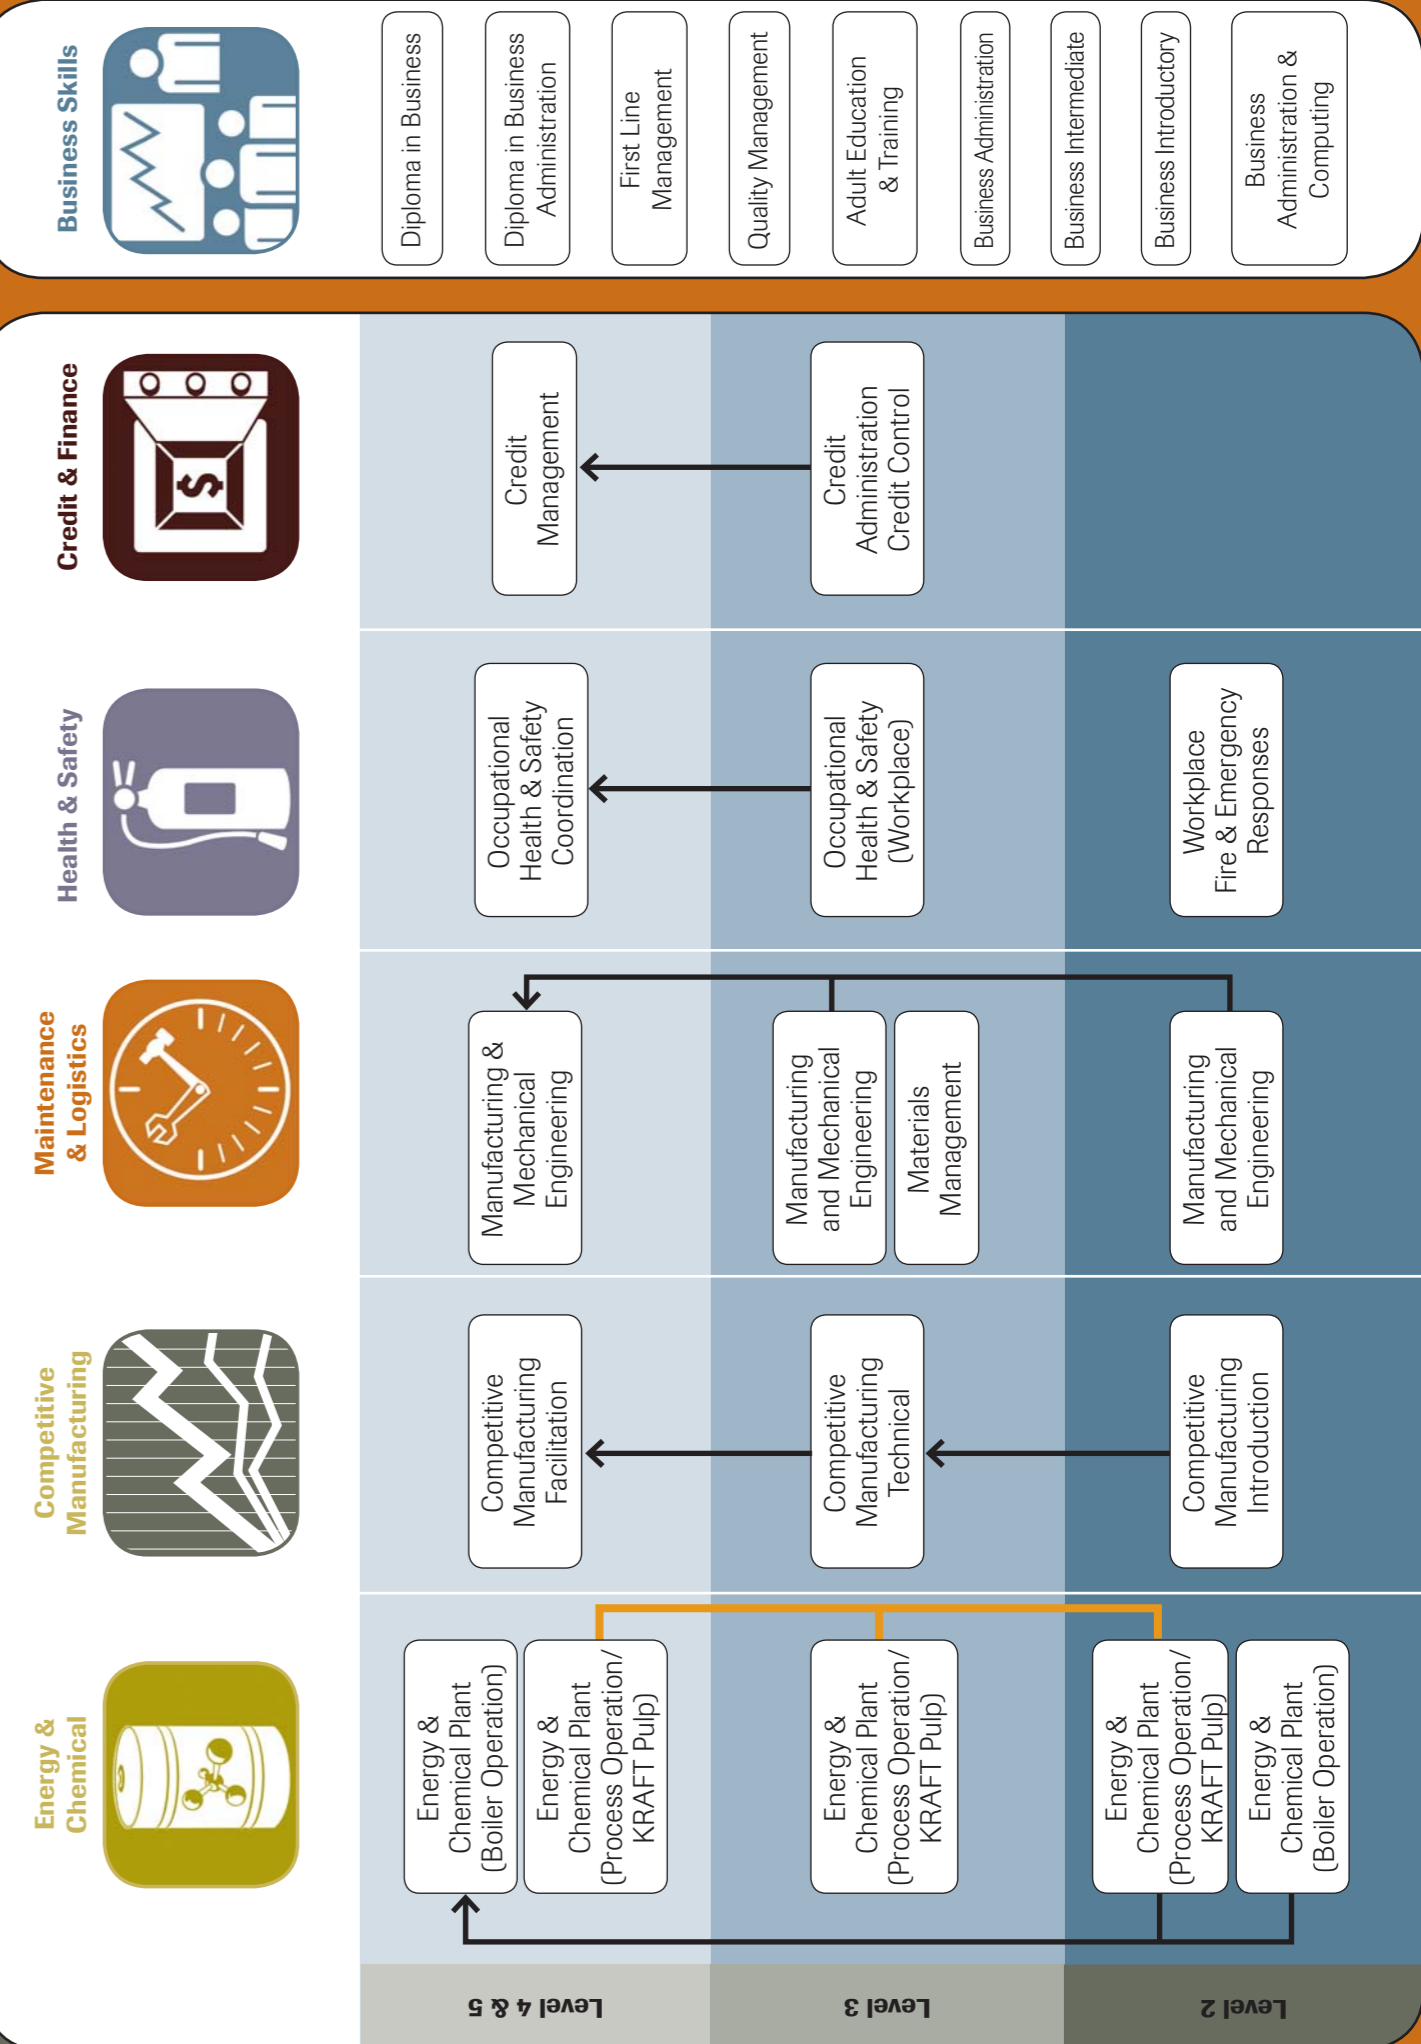 Energy &
Chemical
Competitive
Manufacturing
Maintenance
& Logistics
Health & Safety
Credit & Finance
Business Skills
Level 4 & 5
Energy &
Chemical Plant
(Boiler Operation)
Energy &
Chemical Plant
(Process Operation/
KRAFT Pulp)
Competitive
Manufacturing
Facilitation
Manufacturing &
Mechanical
Engineering
Occupational
Health & Safety
Coordination
Credit
Management
Level 3
Energy &
Chemical Plant
(Process Operation/
KRAFT Pulp)
Competitive
Manufacturing
Technical
Manufacturing
and Mechanical
Engineering
Materials
Management
Occupational
Health & Safety
(Workplace)
Credit
Administration
Credit Control
Level 2
Energy &
Chemical Plant
(Process Operation/
KRAFT Pulp)
Energy &
Chemical Plant
(Boiler Operation)
Competitive
Manufacturing
Introduction
Manufacturing
and Mechanical
Engineering
Workplace
Fire & Emergency
Responses
Diploma in Business
Diploma in Business
Administration
First Line
Management
Quality Management
Adult Education
& Training
Business Administration
Business Intermediate
Business Introductory
Business
Administration &
Computing
$